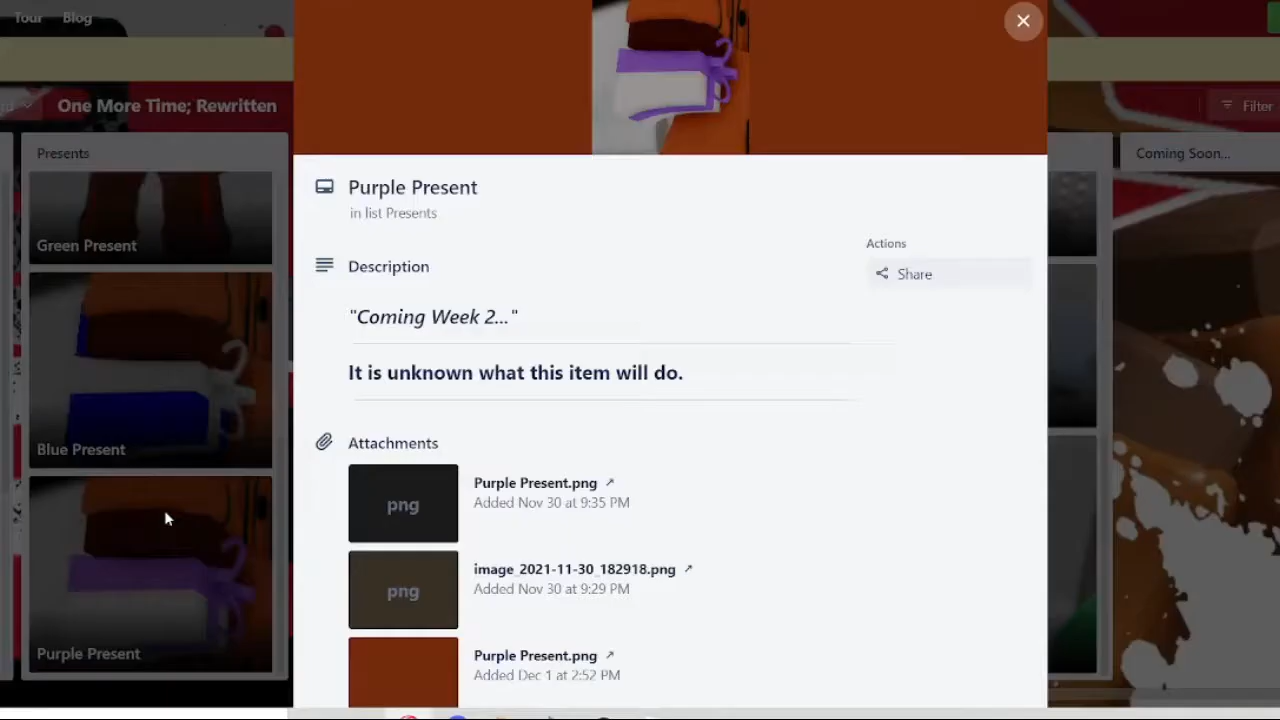 Tour Blog
One More Time; Rewritten
Filter
Presents
Green Present
Blue Present
Purple Present
Purple Present
in list Presents
Description
"Coming Week 2..."
It is unknown what this item will do.
Actions
Share
Attachments
png
Purple Present.png
Added Nov 30 at 9:35 PM
png
image_2021-11-30_182918.png
Added Nov 30 at 9:29 PM
Purple Present.png
Added Dec 1 at 2:52 PM
Coming Soon...